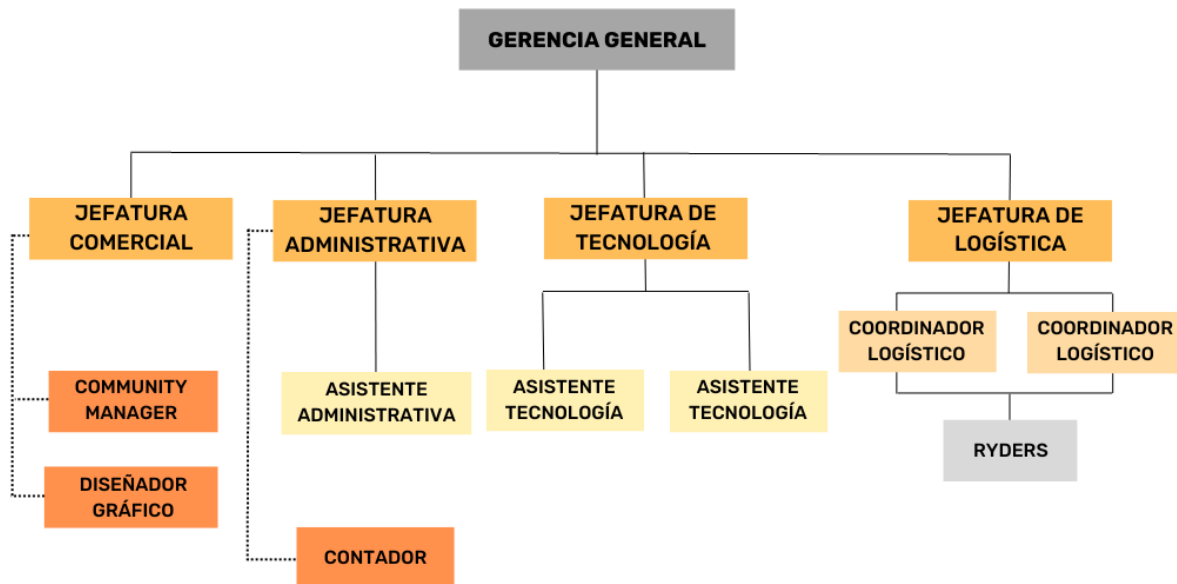 GERENCIA GENERAL
JEFATURA
COMERCIAL
JEFATURA
ADMINISTRATIVA
JEFATURA DE
TECNOLOGÍA
JEFATURA DE
LOGÍSTICA
COORDINADOR
LOGÍSTICO
COORDINADOR
LOGÍSTICO
COMMUNITY
MANAGER
ASISTENTE
ADMINISTRATIVA
ASISTENTE
TECNOLOGÍA
ASISTENTE
TECNOLOGÍA
RYDERS
DISEÑADOR
GRÁFICO
CONTADOR